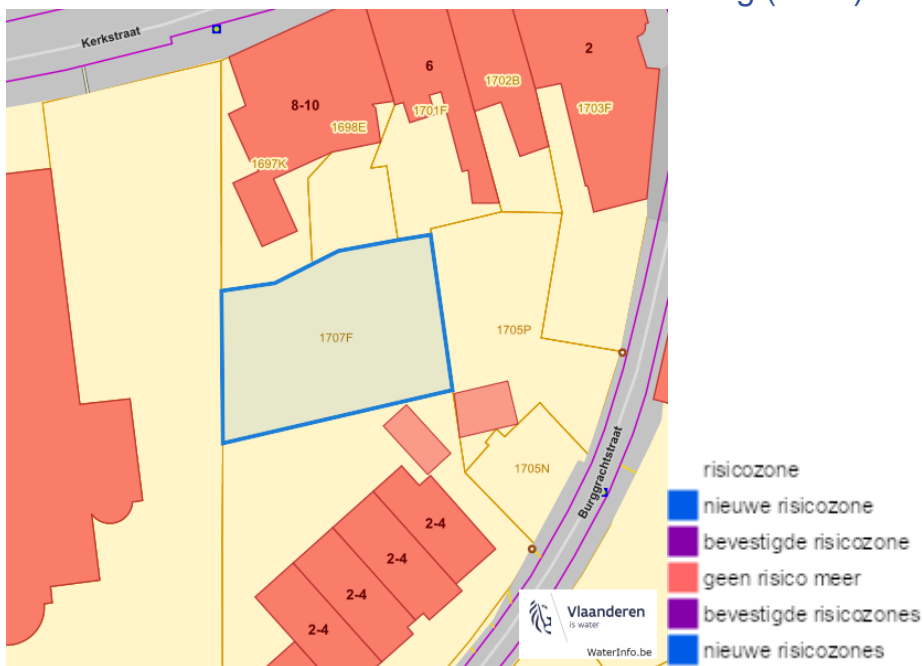 Kerkstraat
2
6
1702B
8-10
1701F
1703F
1698E
1697K
1707F
1705P
1705N
Burggrachtstraat
2-4
2-4
2-4
2-4
Vlaanderen
is water
WaterInfo.be
risicozone
nieuwe risicozone
bevestigde risicozone
geen risico meer
bevestigde risicozones
nieuwe risicozones